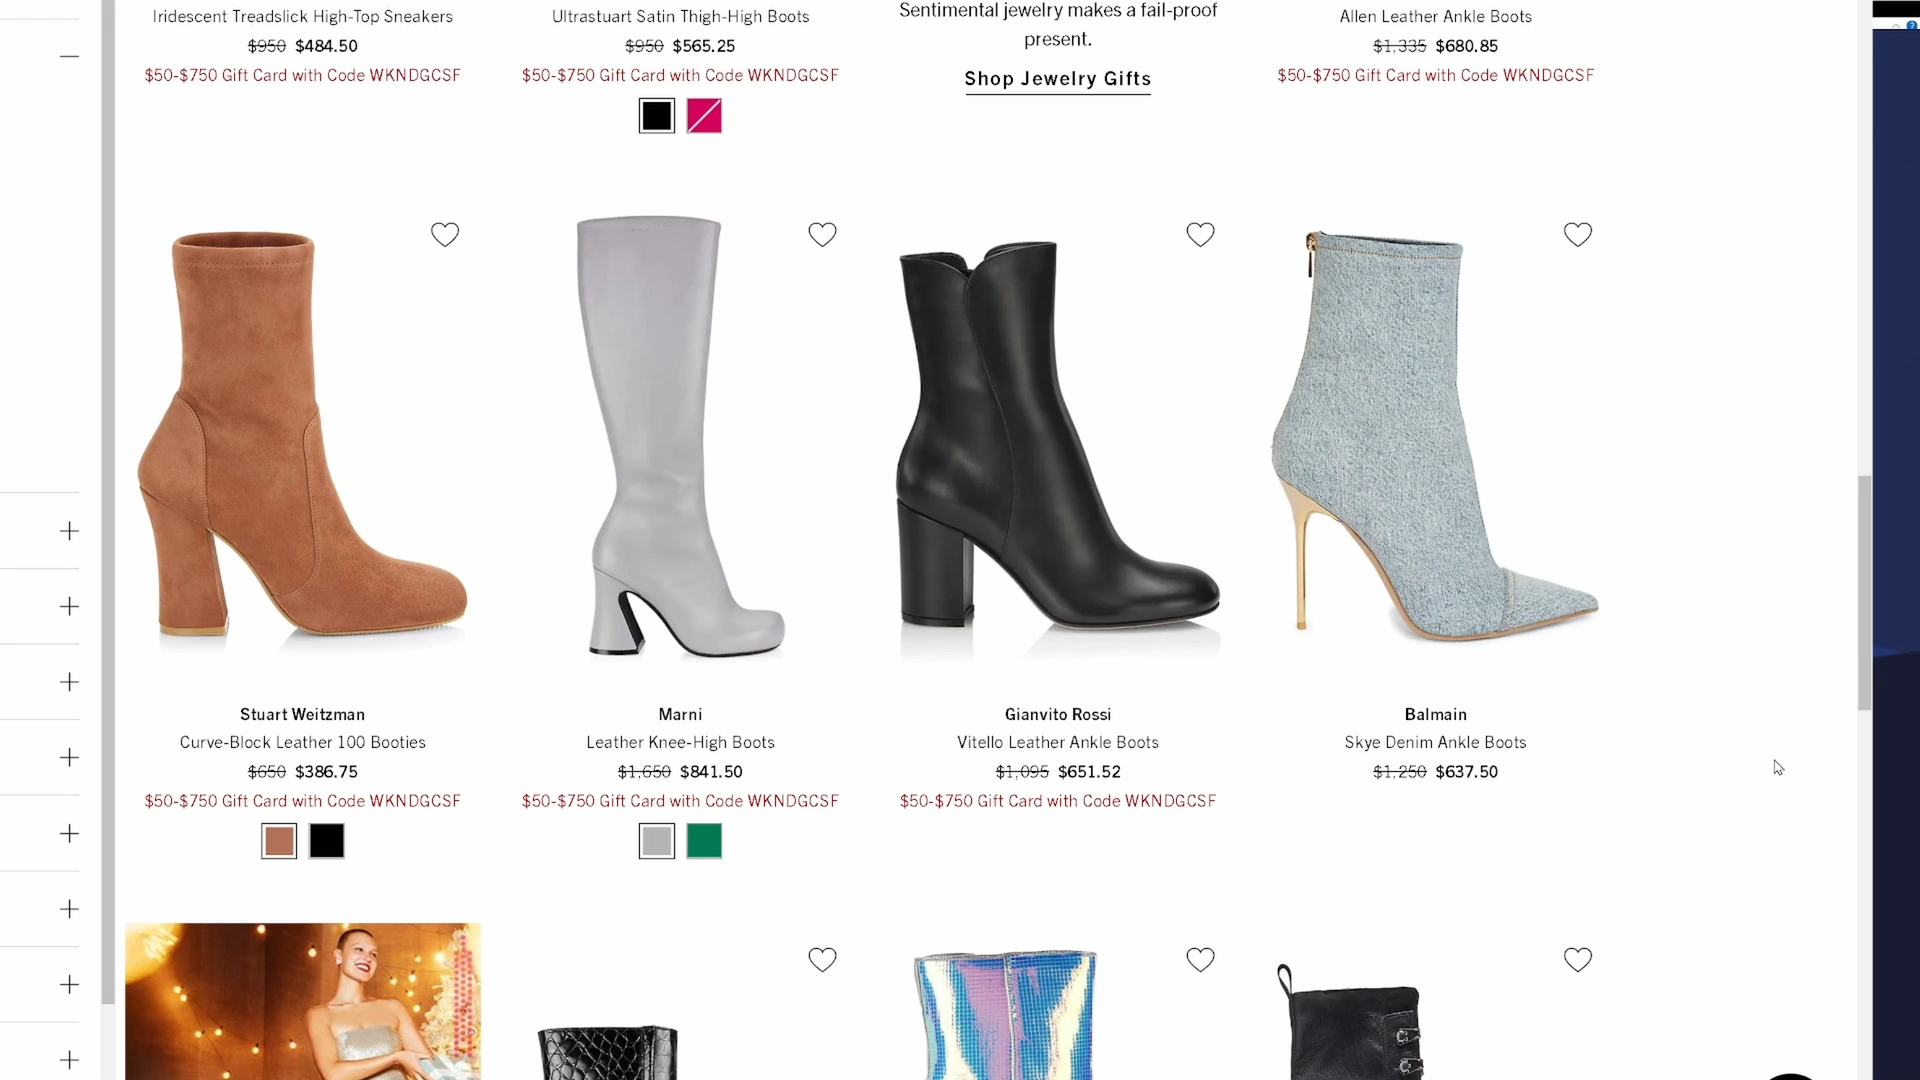 Iridescent Treadslick High-Top Sneakers
$950 $484.50
$50-$750 Gift Card with Code WKNDGCSF
Ultrastuart Satin Thigh-High Boots
$950 $565.25
$50-$750 Gift Card with Code WKNDGCSF
Sentimental jewelry makes a fail-proof
present.
Shop Jewelry Gifts
Allen Leather Ankle Boots
$1,335 $680.85
$50-$750 Gift Card with Code WKNDGCSF
Stuart Weitzman
Curve-Block Leather 100 Booties
$650 $386.75
$50-$750 Gift Card with Code WKNDGCSF
Marni
Leather Knee-High Boots
$1,650 $841.50
$50-$750 Gift Card with Code WKNDGCSF
Gianvito Rossi
Vitello Leather Ankle Boots
$1,095 $651.52
$50-$750 Gift Card with Code WKNDGCSF
Balmain
Skye Denim Ankle Boots
$1,250 $637.50